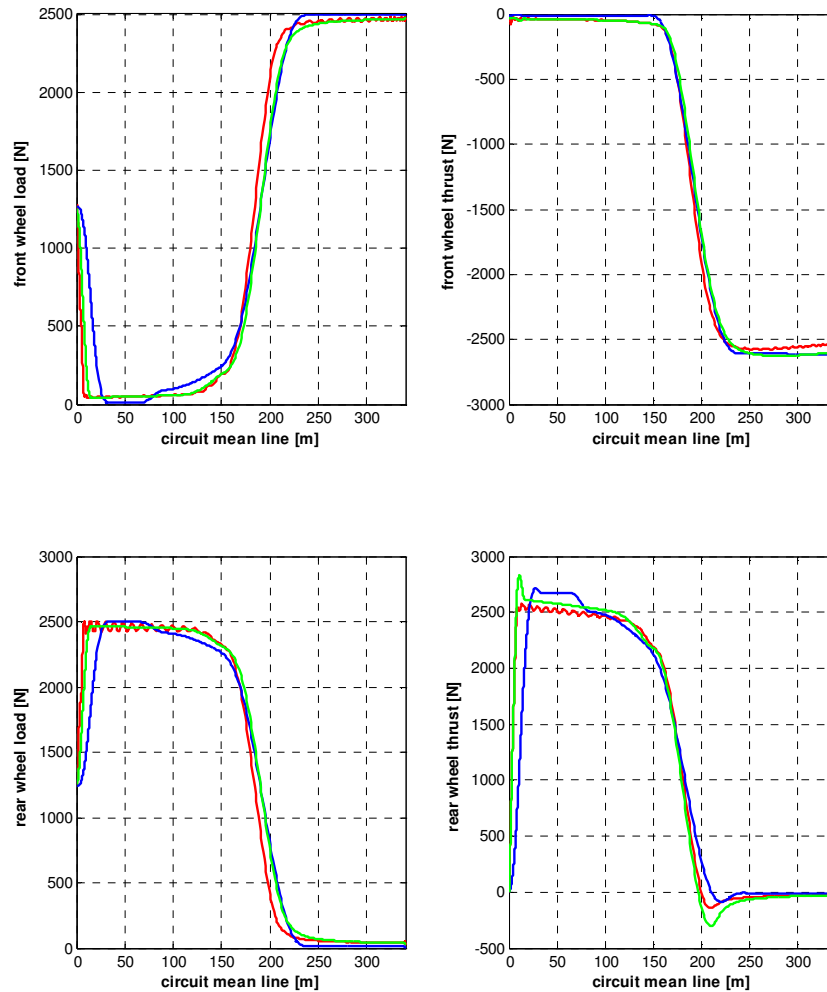 2500
2000
1500
1000
500
0
front wheel load [N]
0 50 100 150 200 250 300
circuit mean line [m]
0
-500
-1000
-1500
-2000
-2500
-3000
front wheel thrust [N]
0 50 100 150 200 250 300
circuit mean line [m]
3000
2500
2000
1500
1000
500
0
rear wheel load [N]
0 50 100 150 200 250 300
circuit mean line [m]
3000
2500
2000
1500
1000
500
0
-500
rear wheel thrust [N]
0 50 100 150 200 250 300
circuit mean line [m]